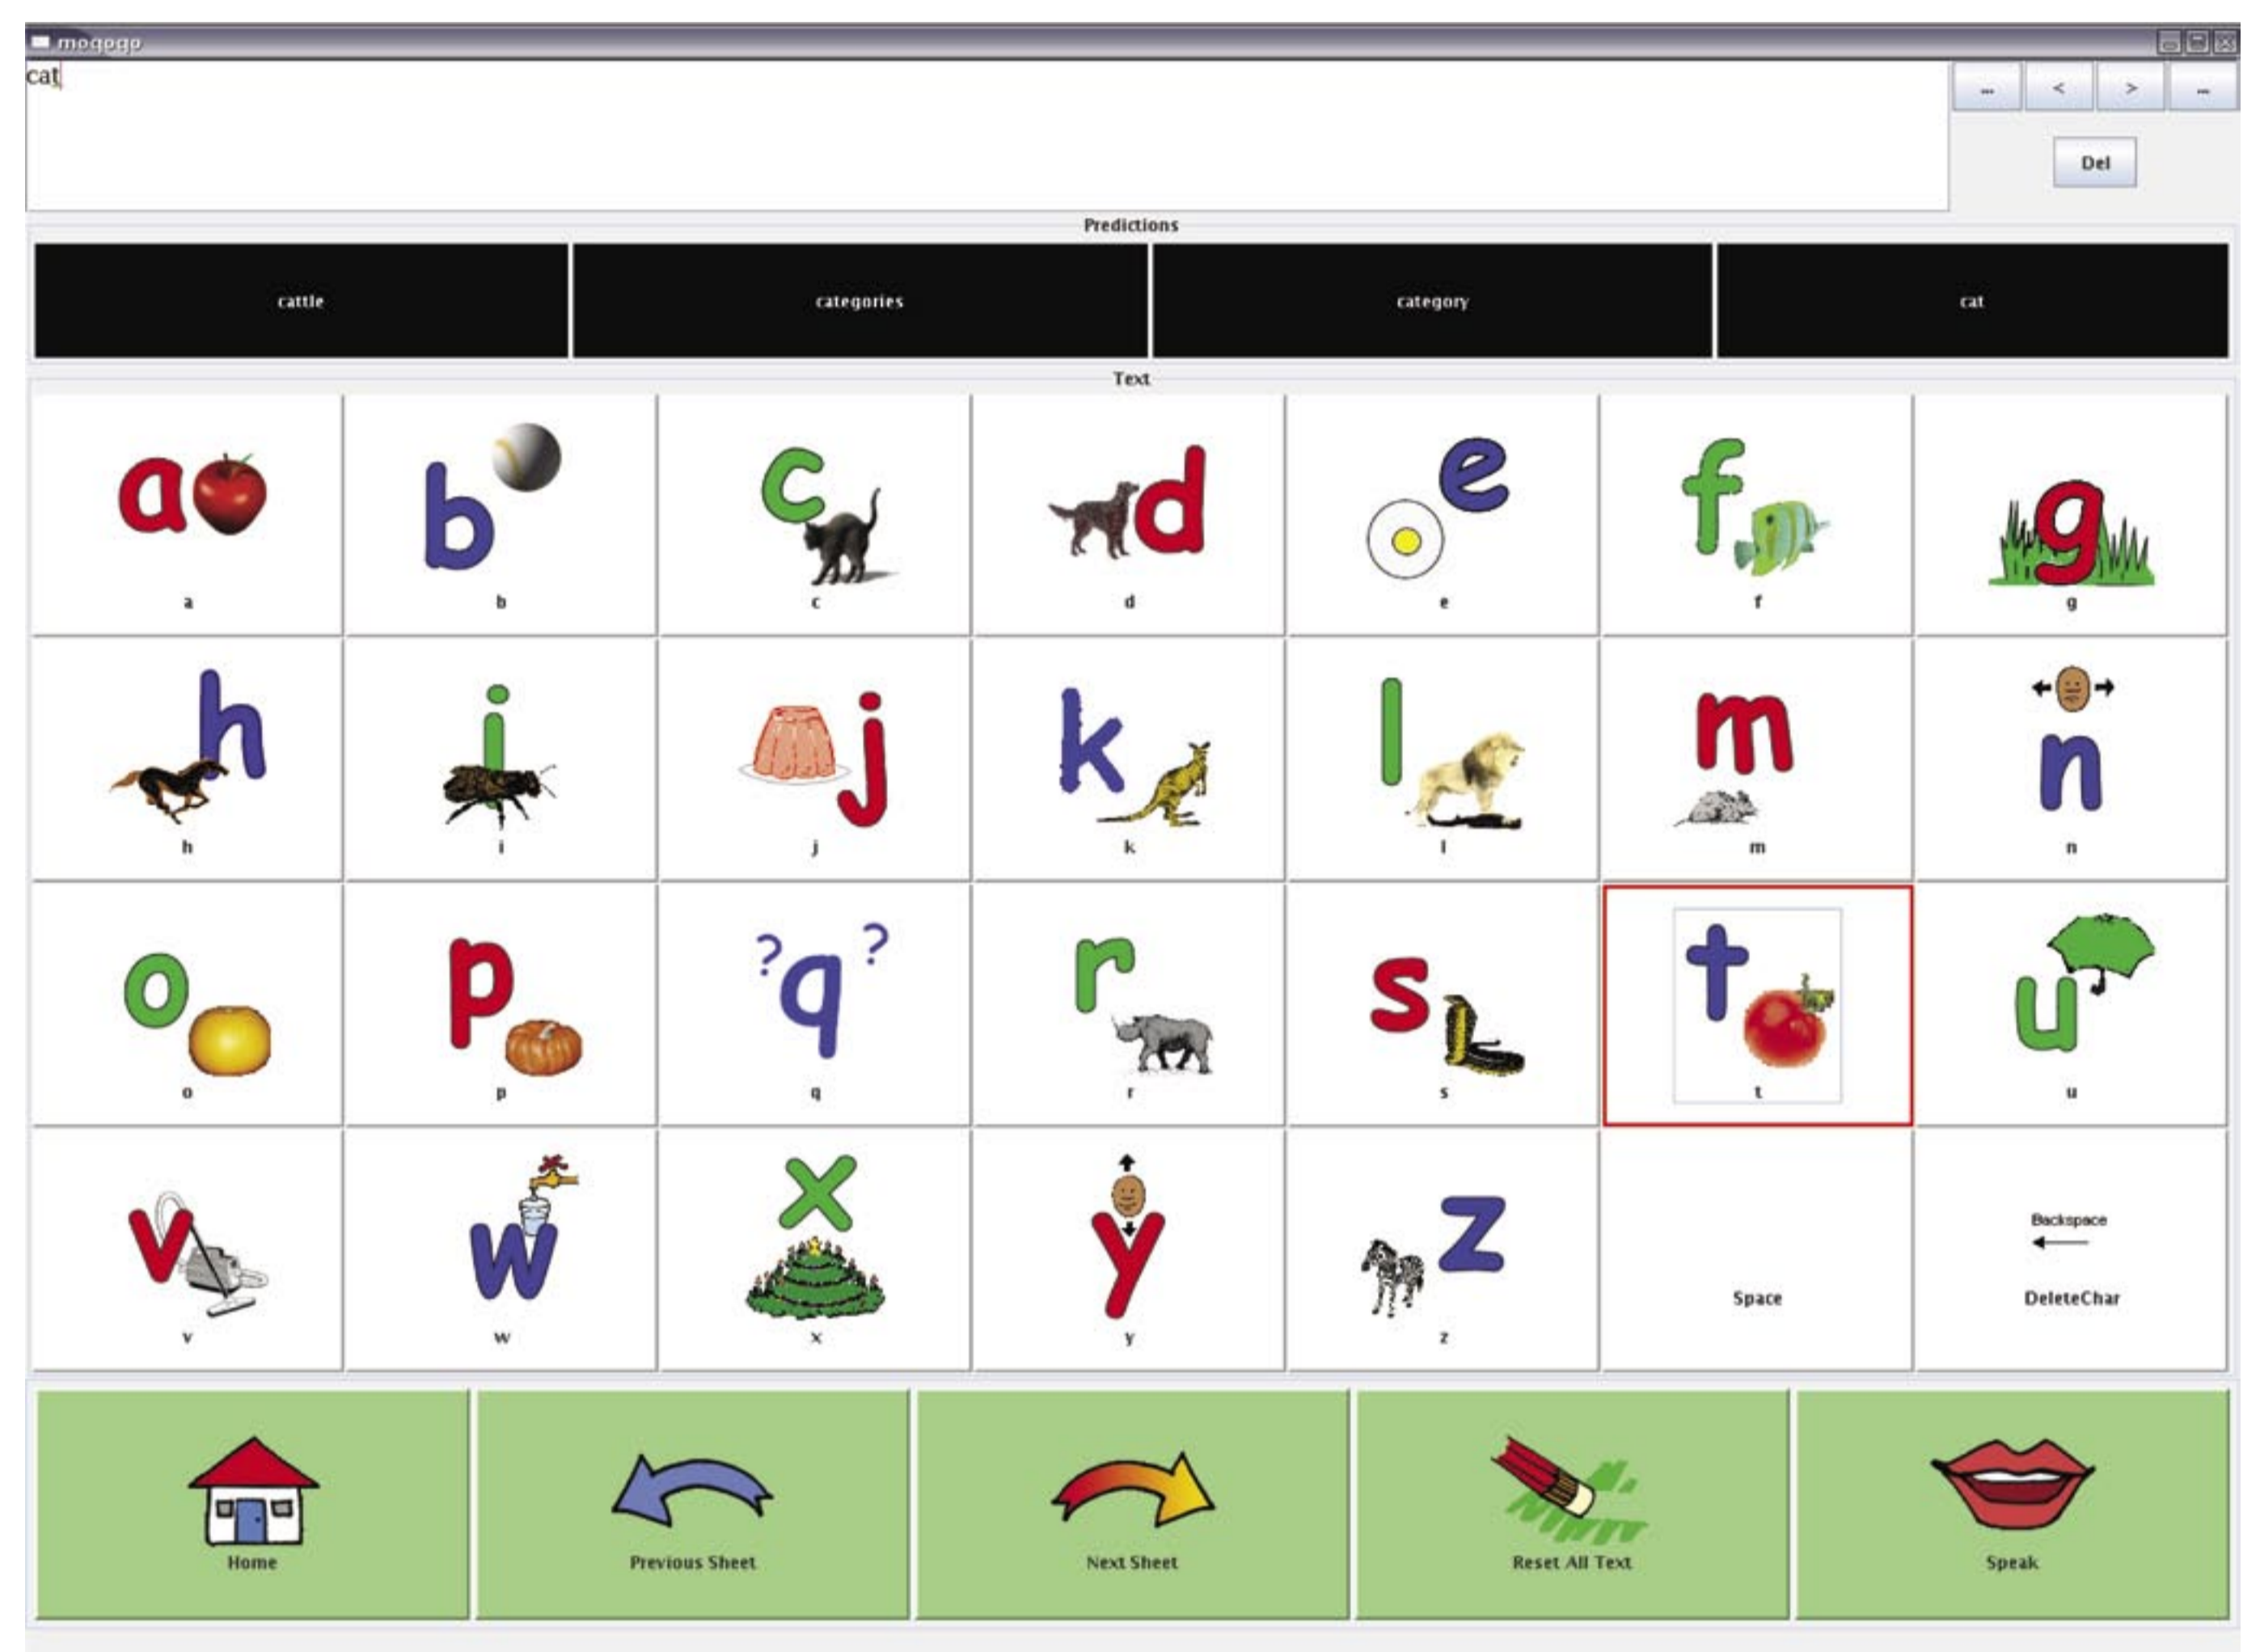 mogogo
cat
... < > ...
Del
Predictions
cattle categories category cat
Text
a b c d e f g
a b c d e f g
h i j k l m n
h i j k l m n
o p ? q ? r s t u
o p q r s t u
v w x y z Backspace
v w x y z Space DeleteChar
Home Previous Sheet Next Sheet Reset All Text Speak